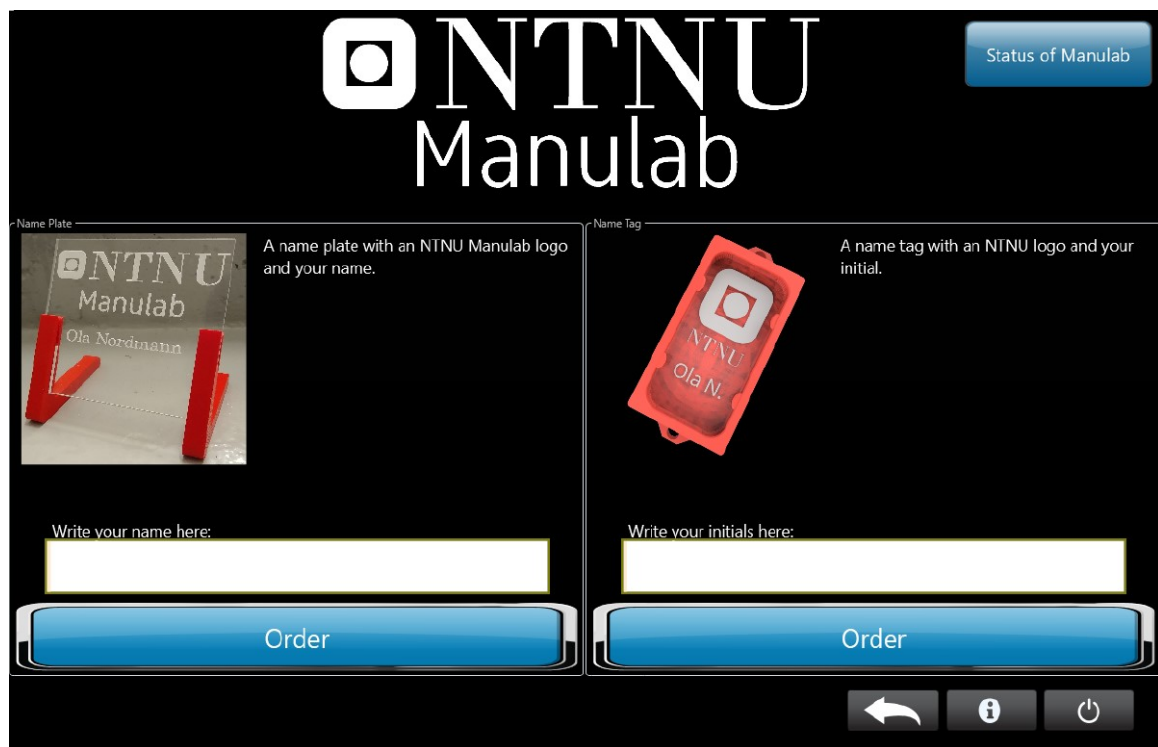 NTNU
Manulab
Status of Manulab
Name Plate
NTNU
Manulab
Ola Nordmann
A name plate with an NTNU Manulab logo
and your name.
Write your name here:
Order
Name Tag
NTNU
Ola N.
A name tag with an NTNU logo and your
initial.
Write your initials here:
Order